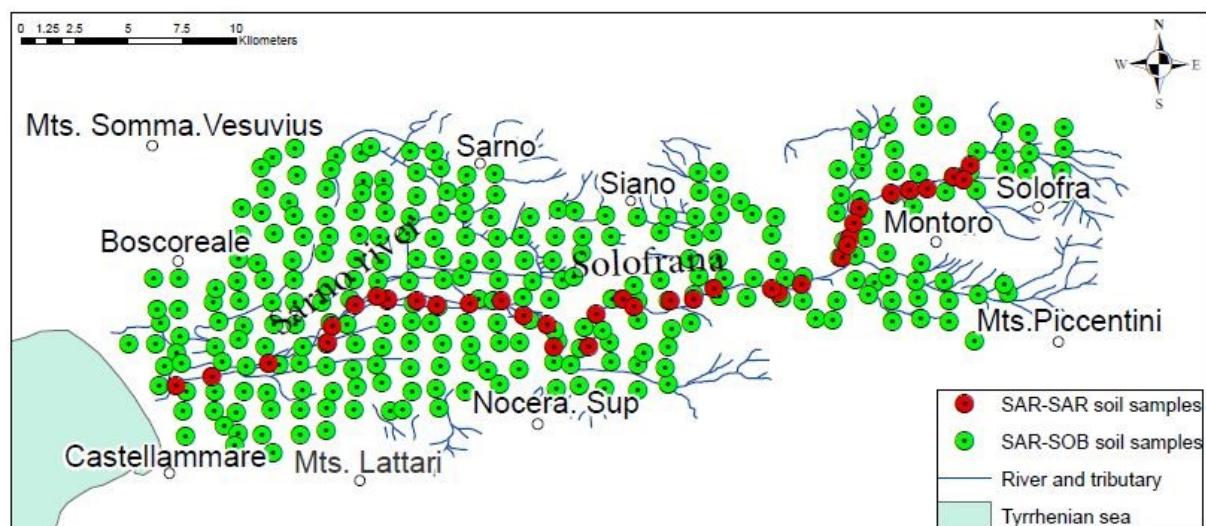 0 1.25 2.5 5 7.5 10
Kilometers
N
W E
S
Mts. Somma.Vesuvius
Sarno
Siano
Solofra
Montoro
Boscoreale
Sarno river
Solofrana
Mts.Piccentini
Nocera. Sup
Castellammare
Mts. Lattari
SAR-SAR soil samples
SAR-SOB soil samples
River and tributary
Tyrrhenian sea